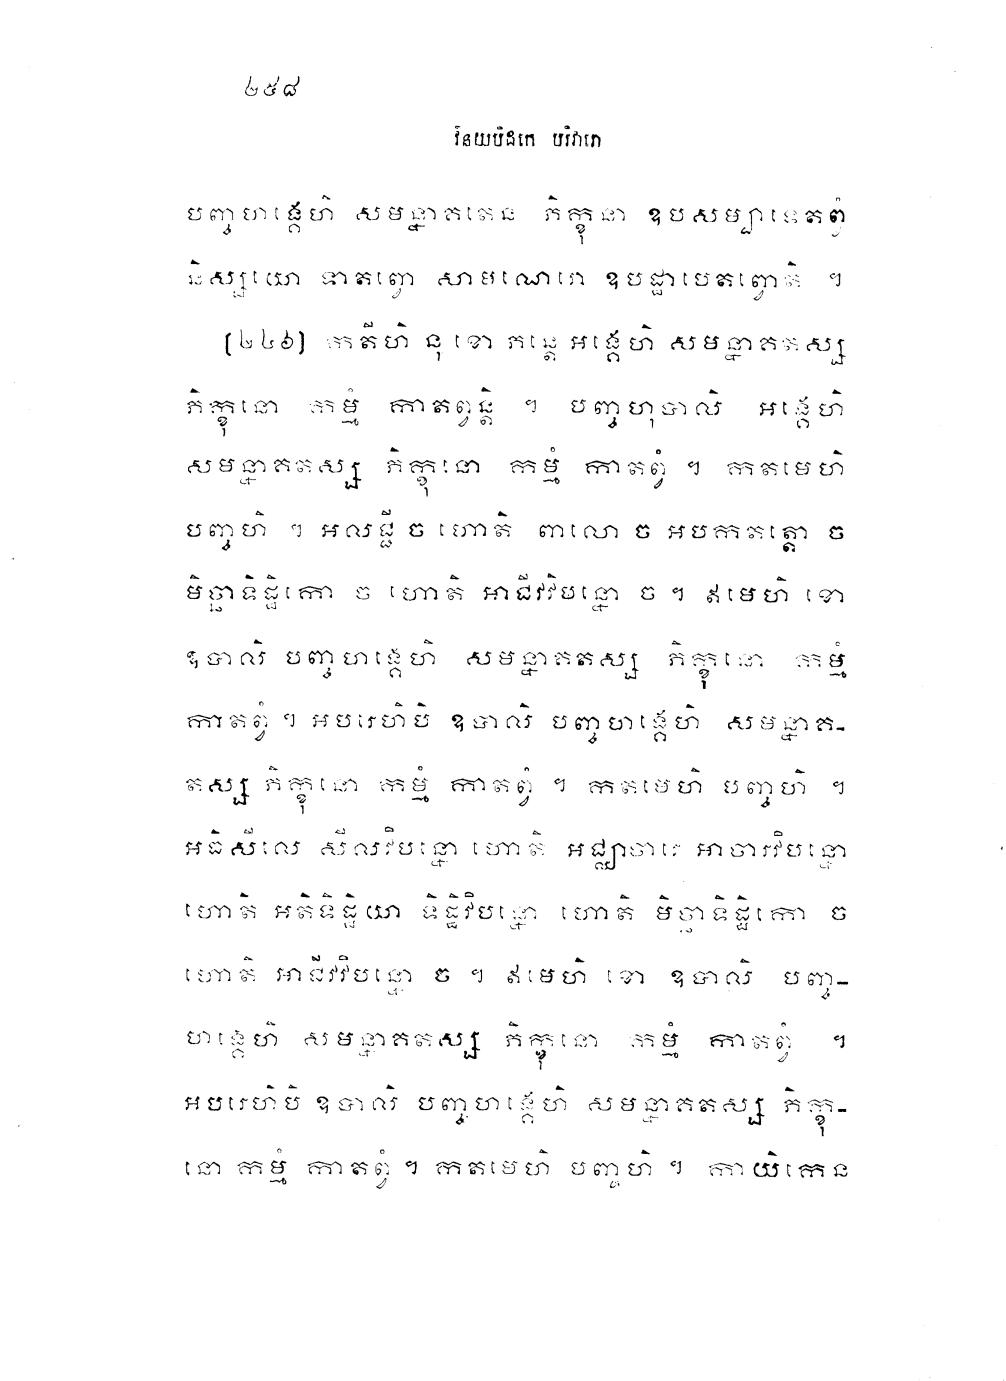 ២៥៨
វិនយបិដកេ បរិវារោ
បញ្ចហង្គេហិ សមន្នាគតេន ភិក្ខុនា ឧបសម្បាទេតព្វំ
និស្សយោ ទាតព្វោ សាមណេរោ ឧបដ្ឋាបេតព្វោតិ ។
(២២៦) កតីហិ នុ ខោ ភន្តេ អង្គេហិ សមន្នាគតស្ស
ភិក្ខុនោ កម្មំ កាតព្វន្តិ ។ បញ្ចហុបាលិ អង្គេហិ
សមន្នាគតស្ស ភិក្ខុនោ កម្មំ កាតព្វំ ។ កតមេហិ
បញ្ចហិ ។ អលជ្ជី ច ហោតិ ពាលោ ច អបកតត្តោ ច
មិច្ឆាទិដ្ឋិកោ ច ហោតិ អាជីវវិបន្នោ ច ។ ឥមេហិ ខោ
ឧបាលិ បញ្ចហង្គេហិ សមន្នាគតស្ស ភិក្ខុនោ កម្មំ
កាតព្វំ ។ អបរេហិបិ ឧបាលិ បញ្ចហង្គេហិ សមន្នាគ-
តស្ស ភិក្ខុនោ កម្មំ កាតព្វំ ។ កតមេហិ បញ្ចហិ ។
អធិសីលេ សីលវិបន្នោ ហោតិ អជ្ឈាចារេ អាចារវិបន្នោ
ហោតិ អតិទិដ្ឋិយា ទិដ្ឋិវិបន្នោ ហោតិ មិច្ឆាទិដ្ឋិកោ ច
ហោតិ អាជីវវិបន្នោ ច ។ ឥមេហិ ខោ ឧបាលិ បញ្ច-
ហង្គេហិ សមន្នាគតស្ស ភិក្ខុនោ កម្មំ កាតព្វំ ។
អបរេហិបិ ឧបាលិ បញ្ចហង្គេហិ សមន្នាគតស្ស ភិក្ខុ-
នោ កម្មំ កាតព្វំ ។ កតមេហិ បញ្ចហិ ។ កាយិកេន